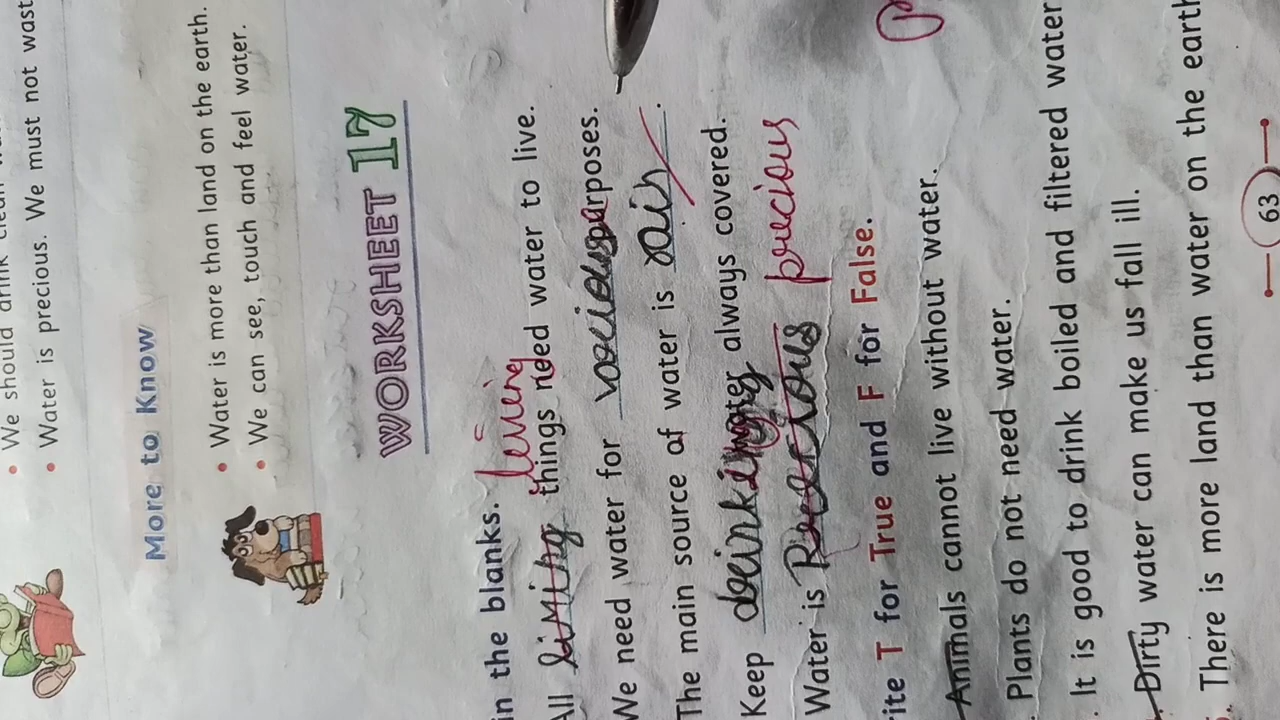 We should drink clean
Water is precious. We must not wast
More to Know
Water is more than land on the earth.
We can see, touch and feel water.
WORKSHEET 17
in the blanks.
living
All liming things need water to live.
We need water for various purposes.
The main source of water is rain.
Keep drinking water always covered.
Water is Precious precious
rite T for True and F for False.
Animals cannot live without water.
Plants do not need water.
It is good to drink boiled and filtered water
Dirty water can make us fall ill.
There is more land than water on the earth
63